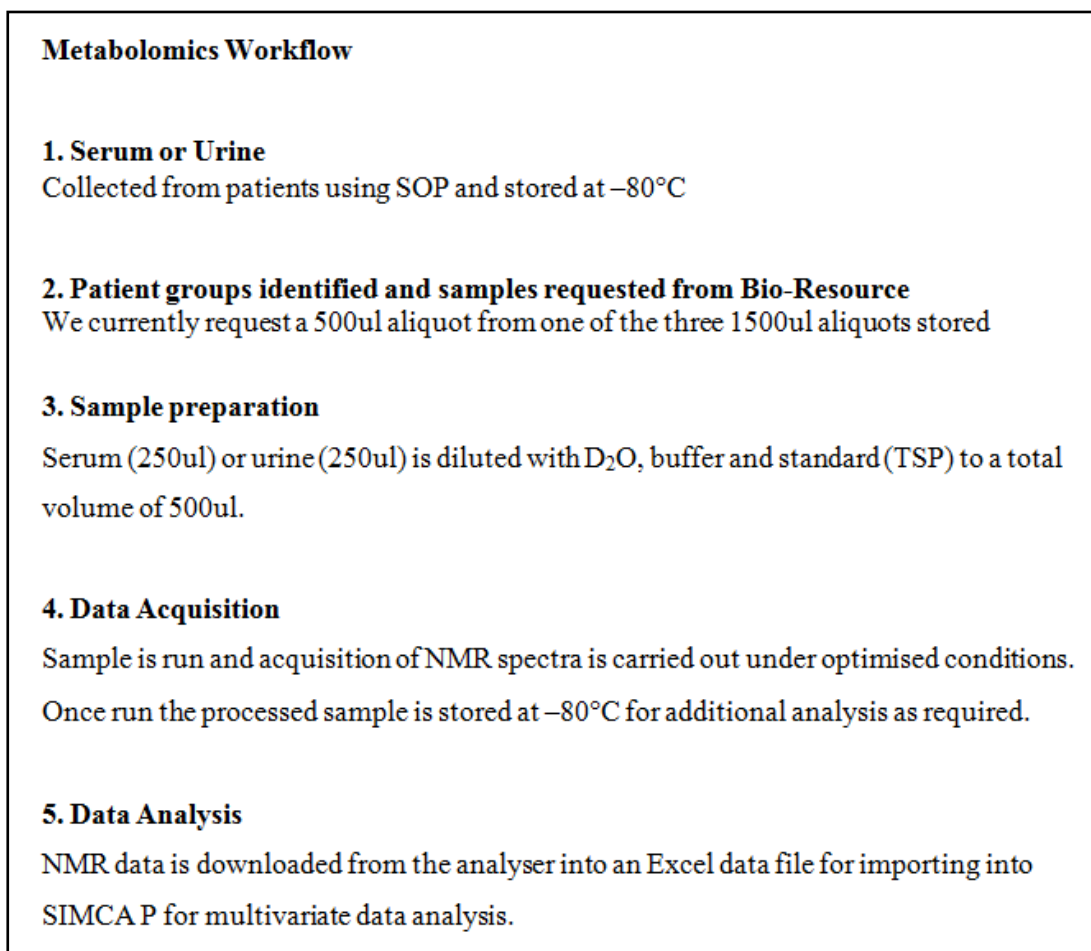 Metabolomics Workflow
1. Serum or Urine
Collected from patients using SOP and stored at –80°C
2. Patient groups identified and samples requested from Bio-Resource
We currently request a 500ul aliquot from one of the three 1500ul aliquots stored
3. Sample preparation
Serum (250ul) or urine (250ul) is diluted with D₂O, buffer and standard (TSP) to a total
volume of 500ul.
4. Data Acquisition
Sample is run and acquisition of NMR spectra is carried out under optimised conditions.
Once run the processed sample is stored at –80°C for additional analysis as required.
5. Data Analysis
NMR data is downloaded from the analyser into an Excel data file for importing into
SIMCA P for multivariate data analysis.